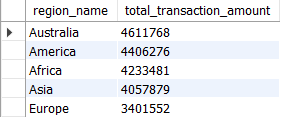 region_name total_transaction_amount
Australia 4611768
America 4406276
Africa 4233481
Asia 4057879
Europe 3401552